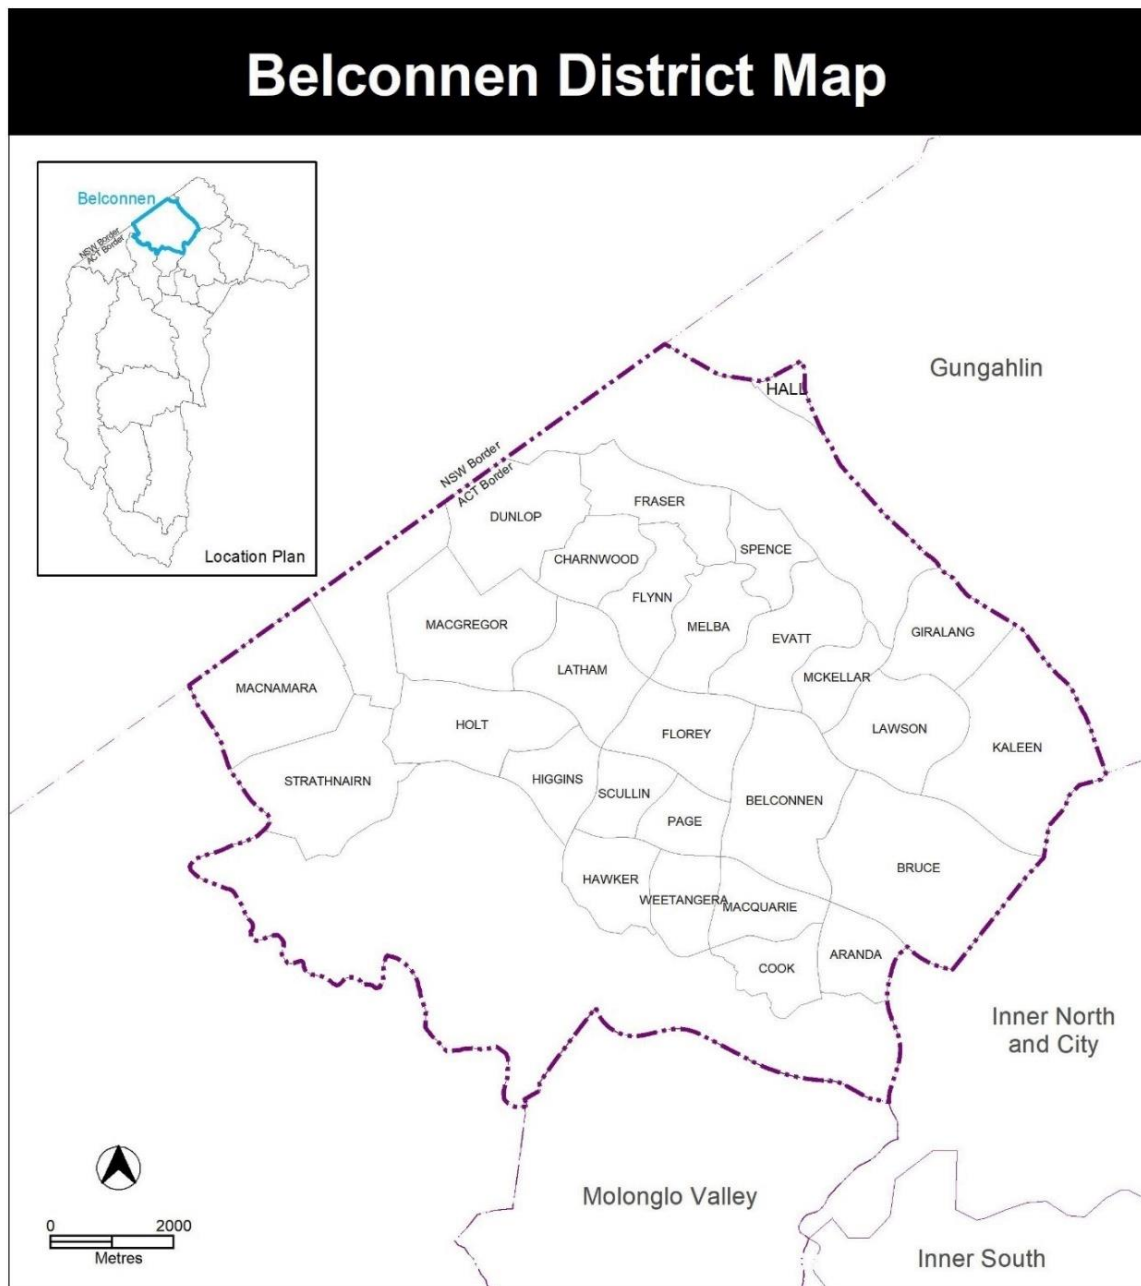 Belconnen District Map
Belconnen
NSW Border
ACT Border
Location Plan
Gungahlin
HALL
NSW Border
ACT Border
DUNLOP
FRASER
CHARNWOOD
SPENCE
FLYNN
MACGREGOR
MELBA
EVATT
GIRALANG
LATHAM
MCKELLAR
MACNAMARA
HOLT
FLOREY
LAWSON
KALEEN
STRATHNAIRN
HIGGINS
SCULLIN
BELCONNEN
PAGE
BRUCE
HAWKER
WEETANGERA
MACQUARIE
ARANDA
COOK
Inner North
and City
Molonglo Valley
Inner South
0 2000
Metres